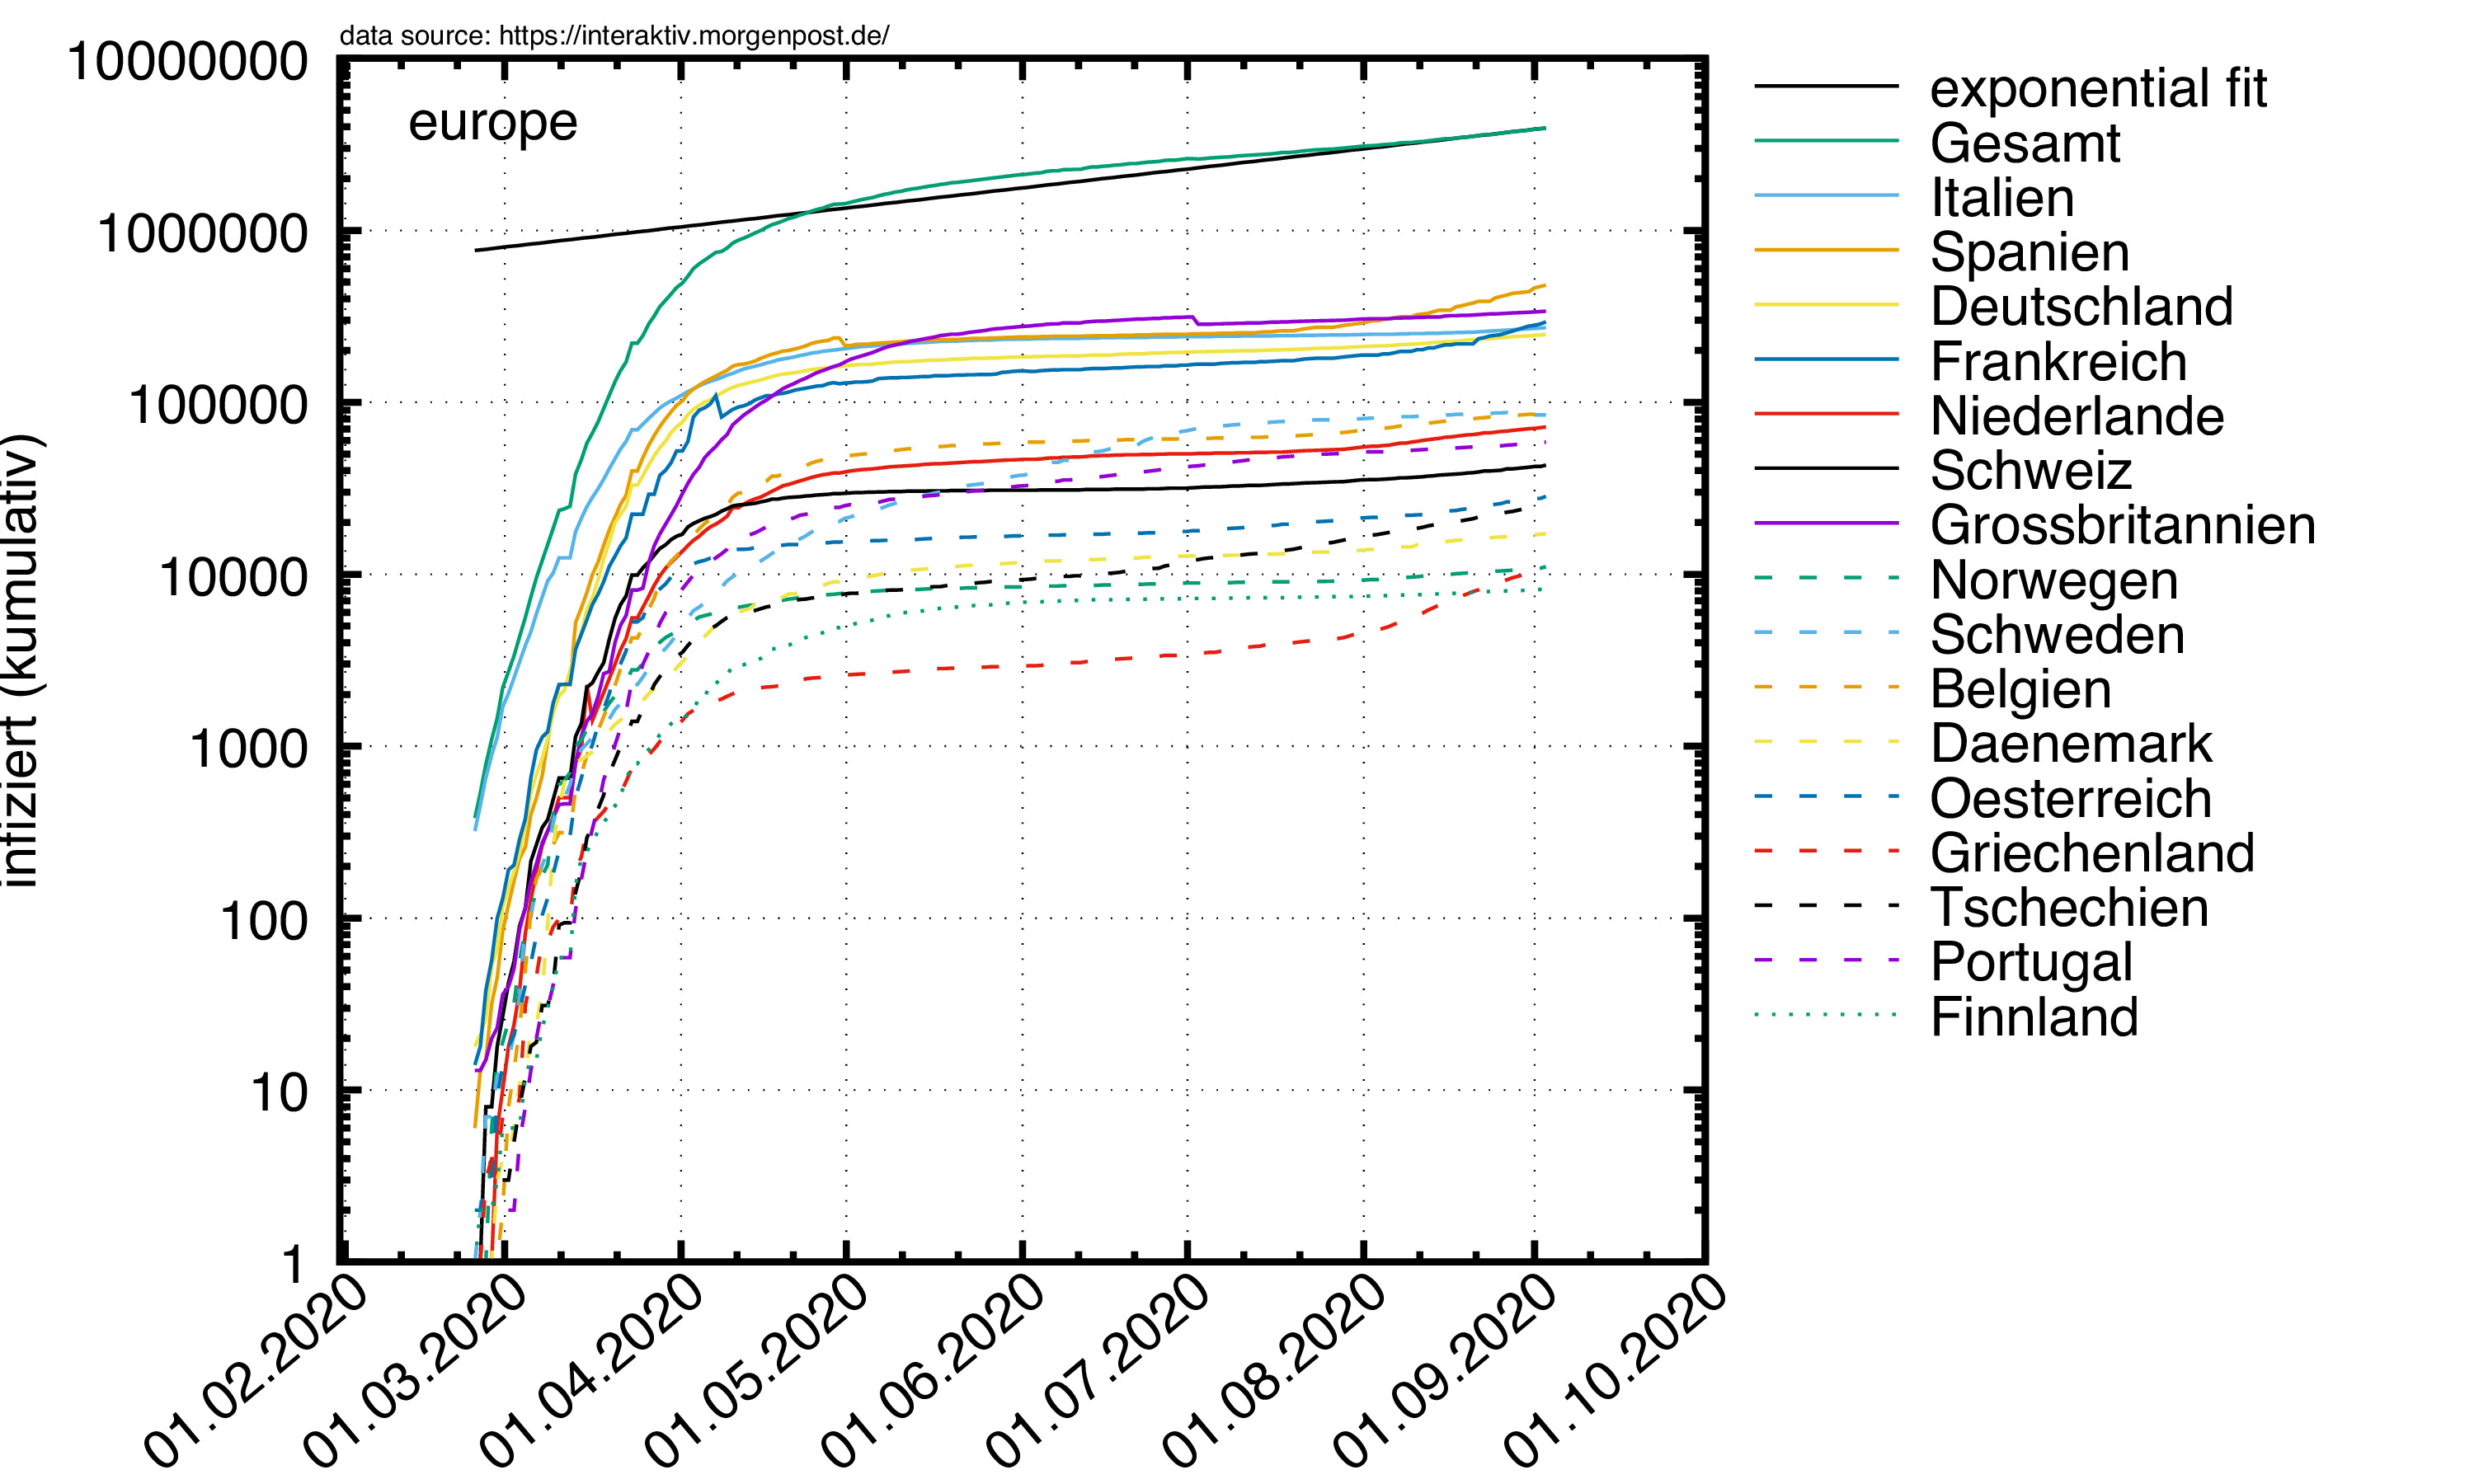 data source: https://interaktiv.morgenpost.de/
europe
infiziert (kumulativ)
10000000
1000000
100000
10000
1000
100
10
1
01.02.2020
01.03.2020
01.04.2020
01.05.2020
01.06.2020
01.07.2020
01.08.2020
01.09.2020
01.10.2020
exponential fit
Gesamt
Italien
Spanien
Deutschland
Frankreich
Niederlande
Schweiz
Grossbritannien
Norwegen
Schweden
Belgien
Daenemark
Oesterreich
Griechenland
Tschechien
Portugal
Finnland